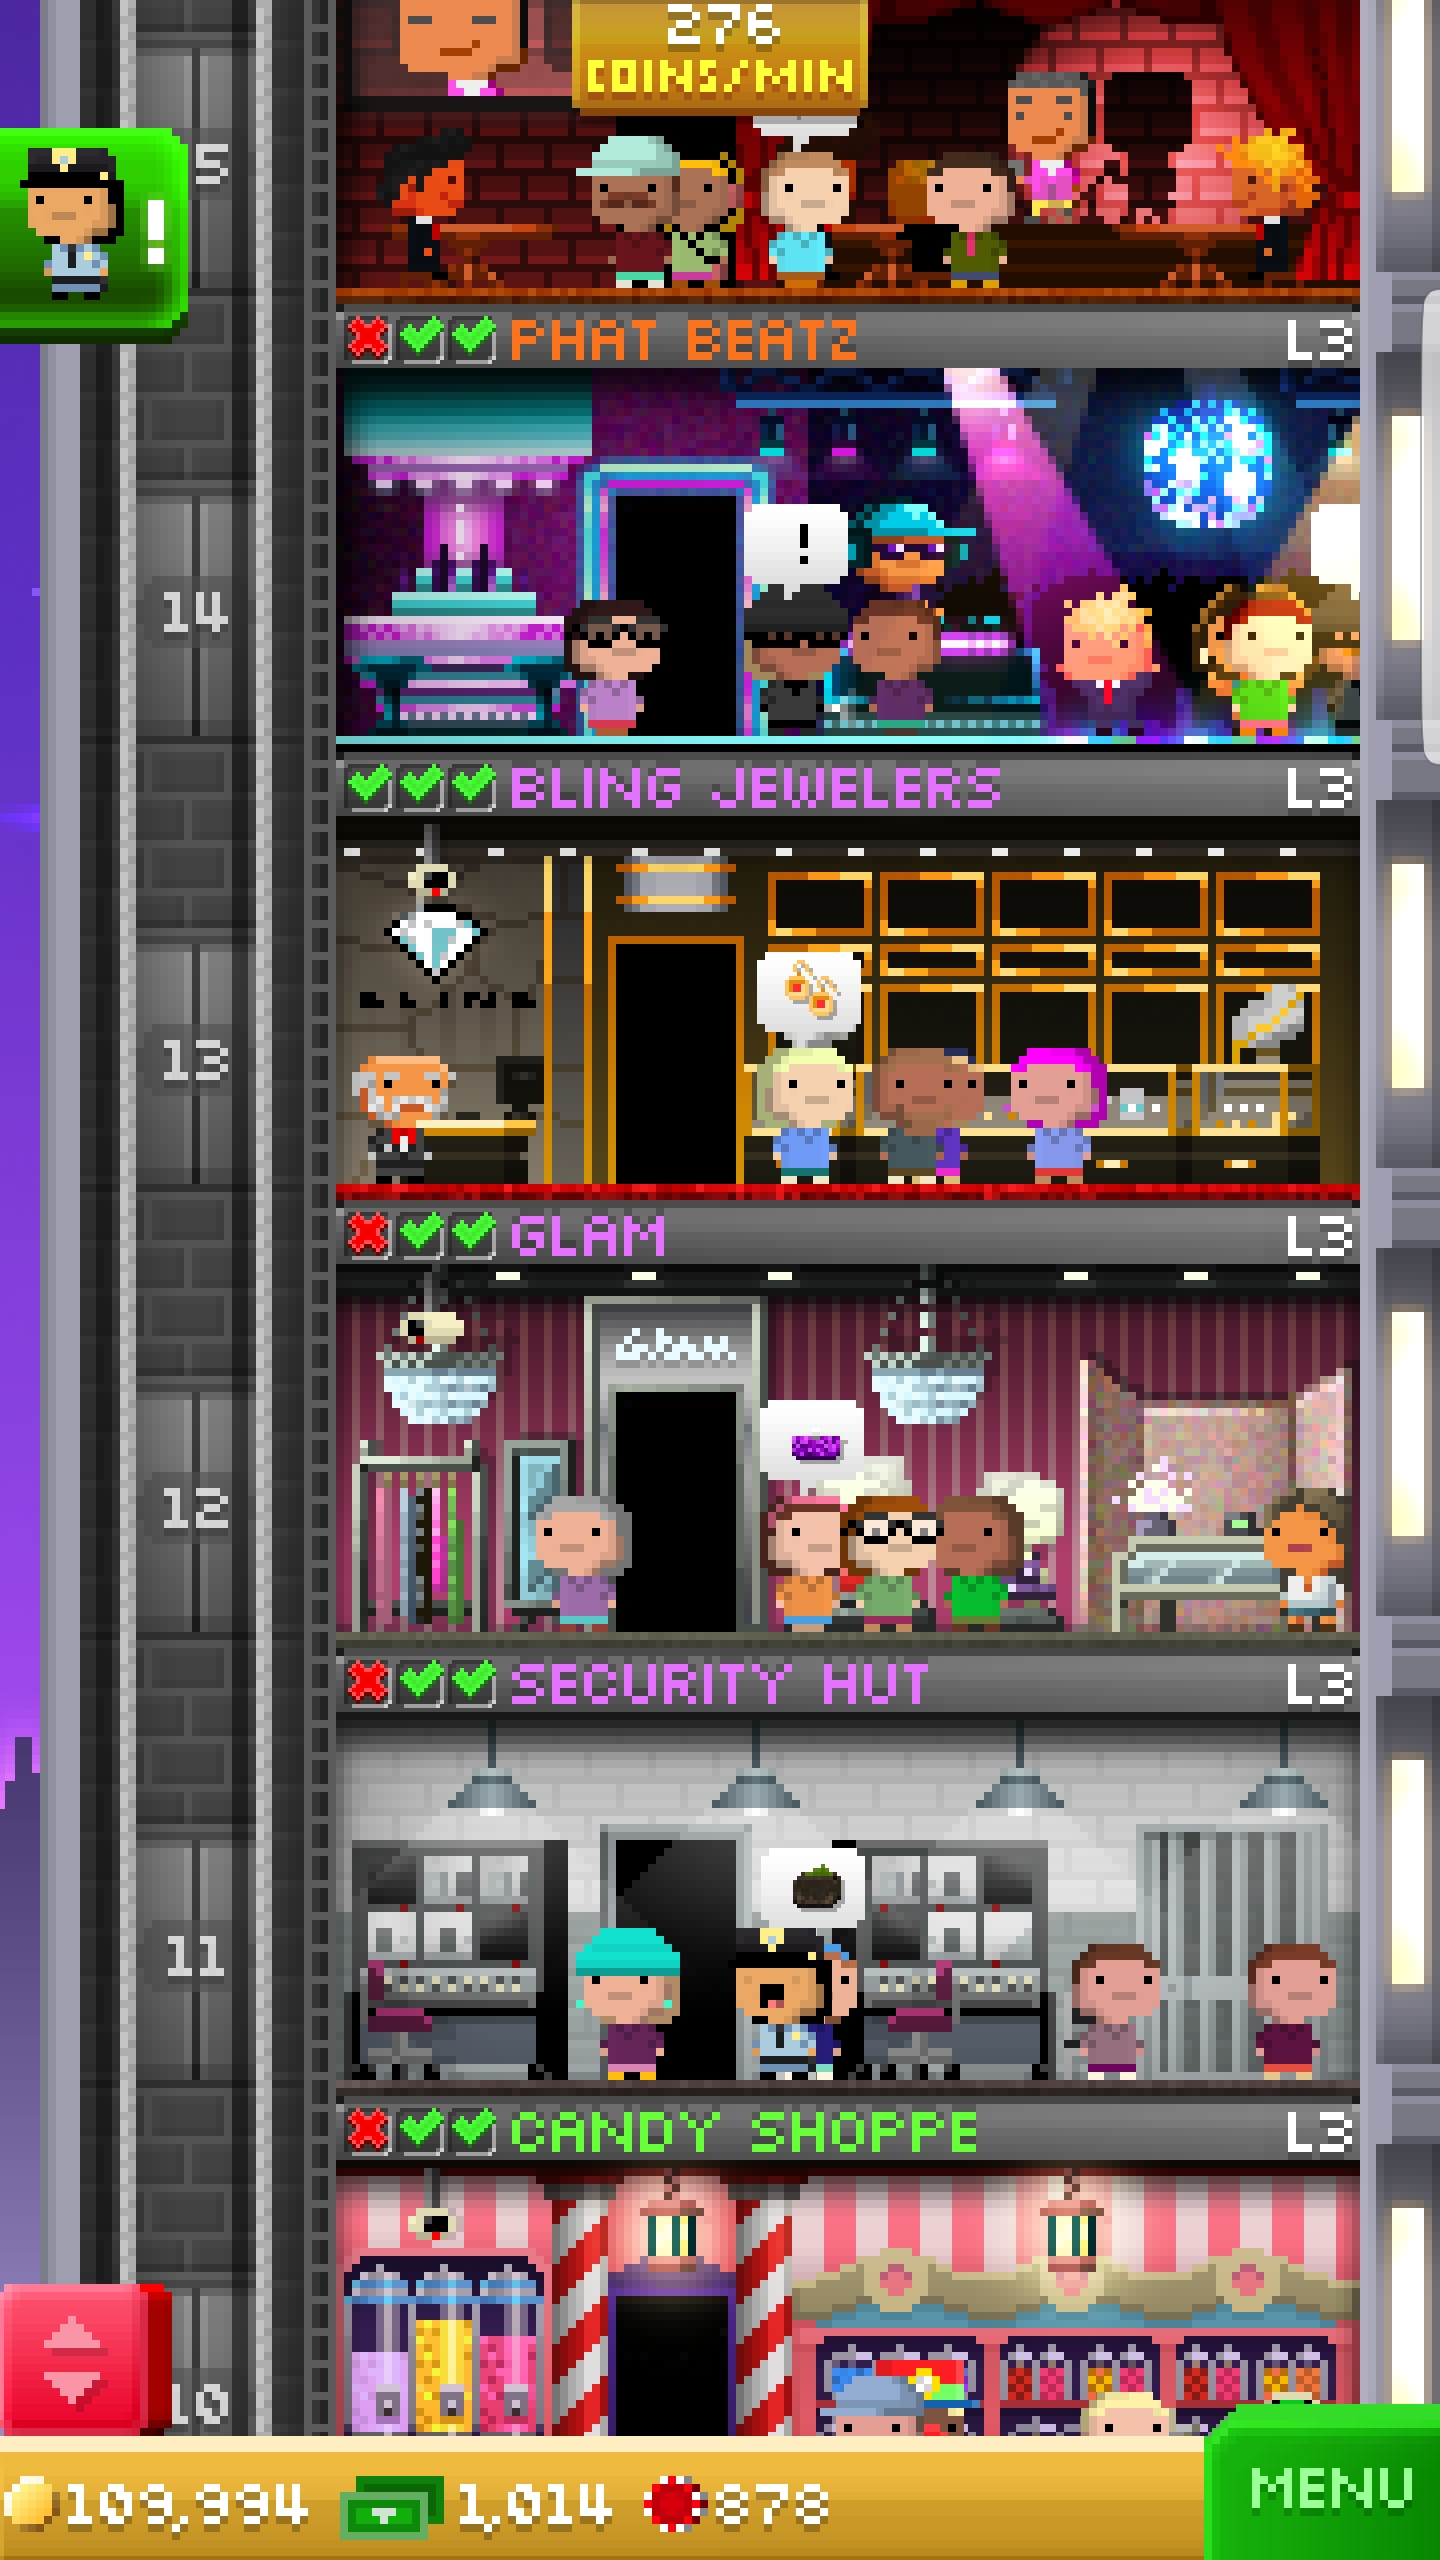 276
COINS/MIN
!
15
PHAT BEATZ L3
!
14
BLING JEWELERS L3
BLING
13
GLAM L3
Glam
12
SECURITY HUT L3
11
CANDY SHOPPE L3
10
109,994 1,014 878
MENU